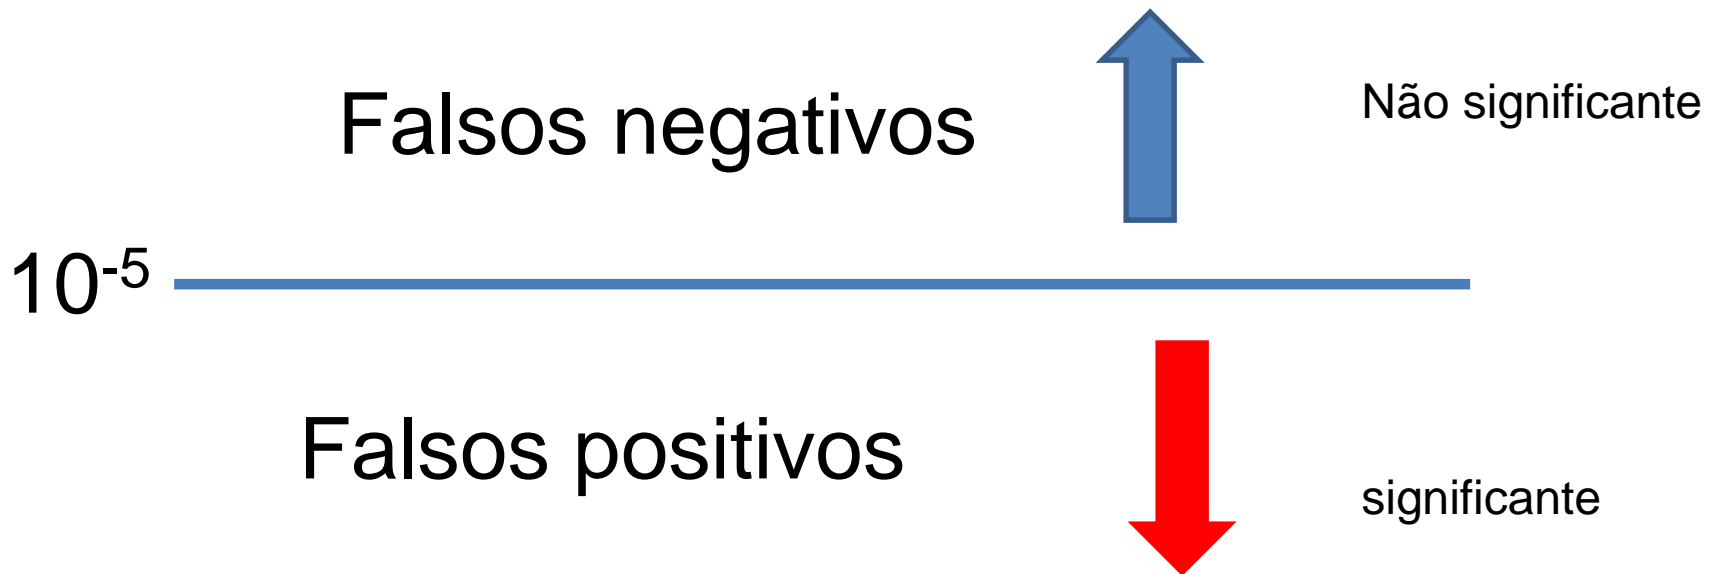 Falsos negativos
Não significante
10⁻⁵
Falsos positivos
significante